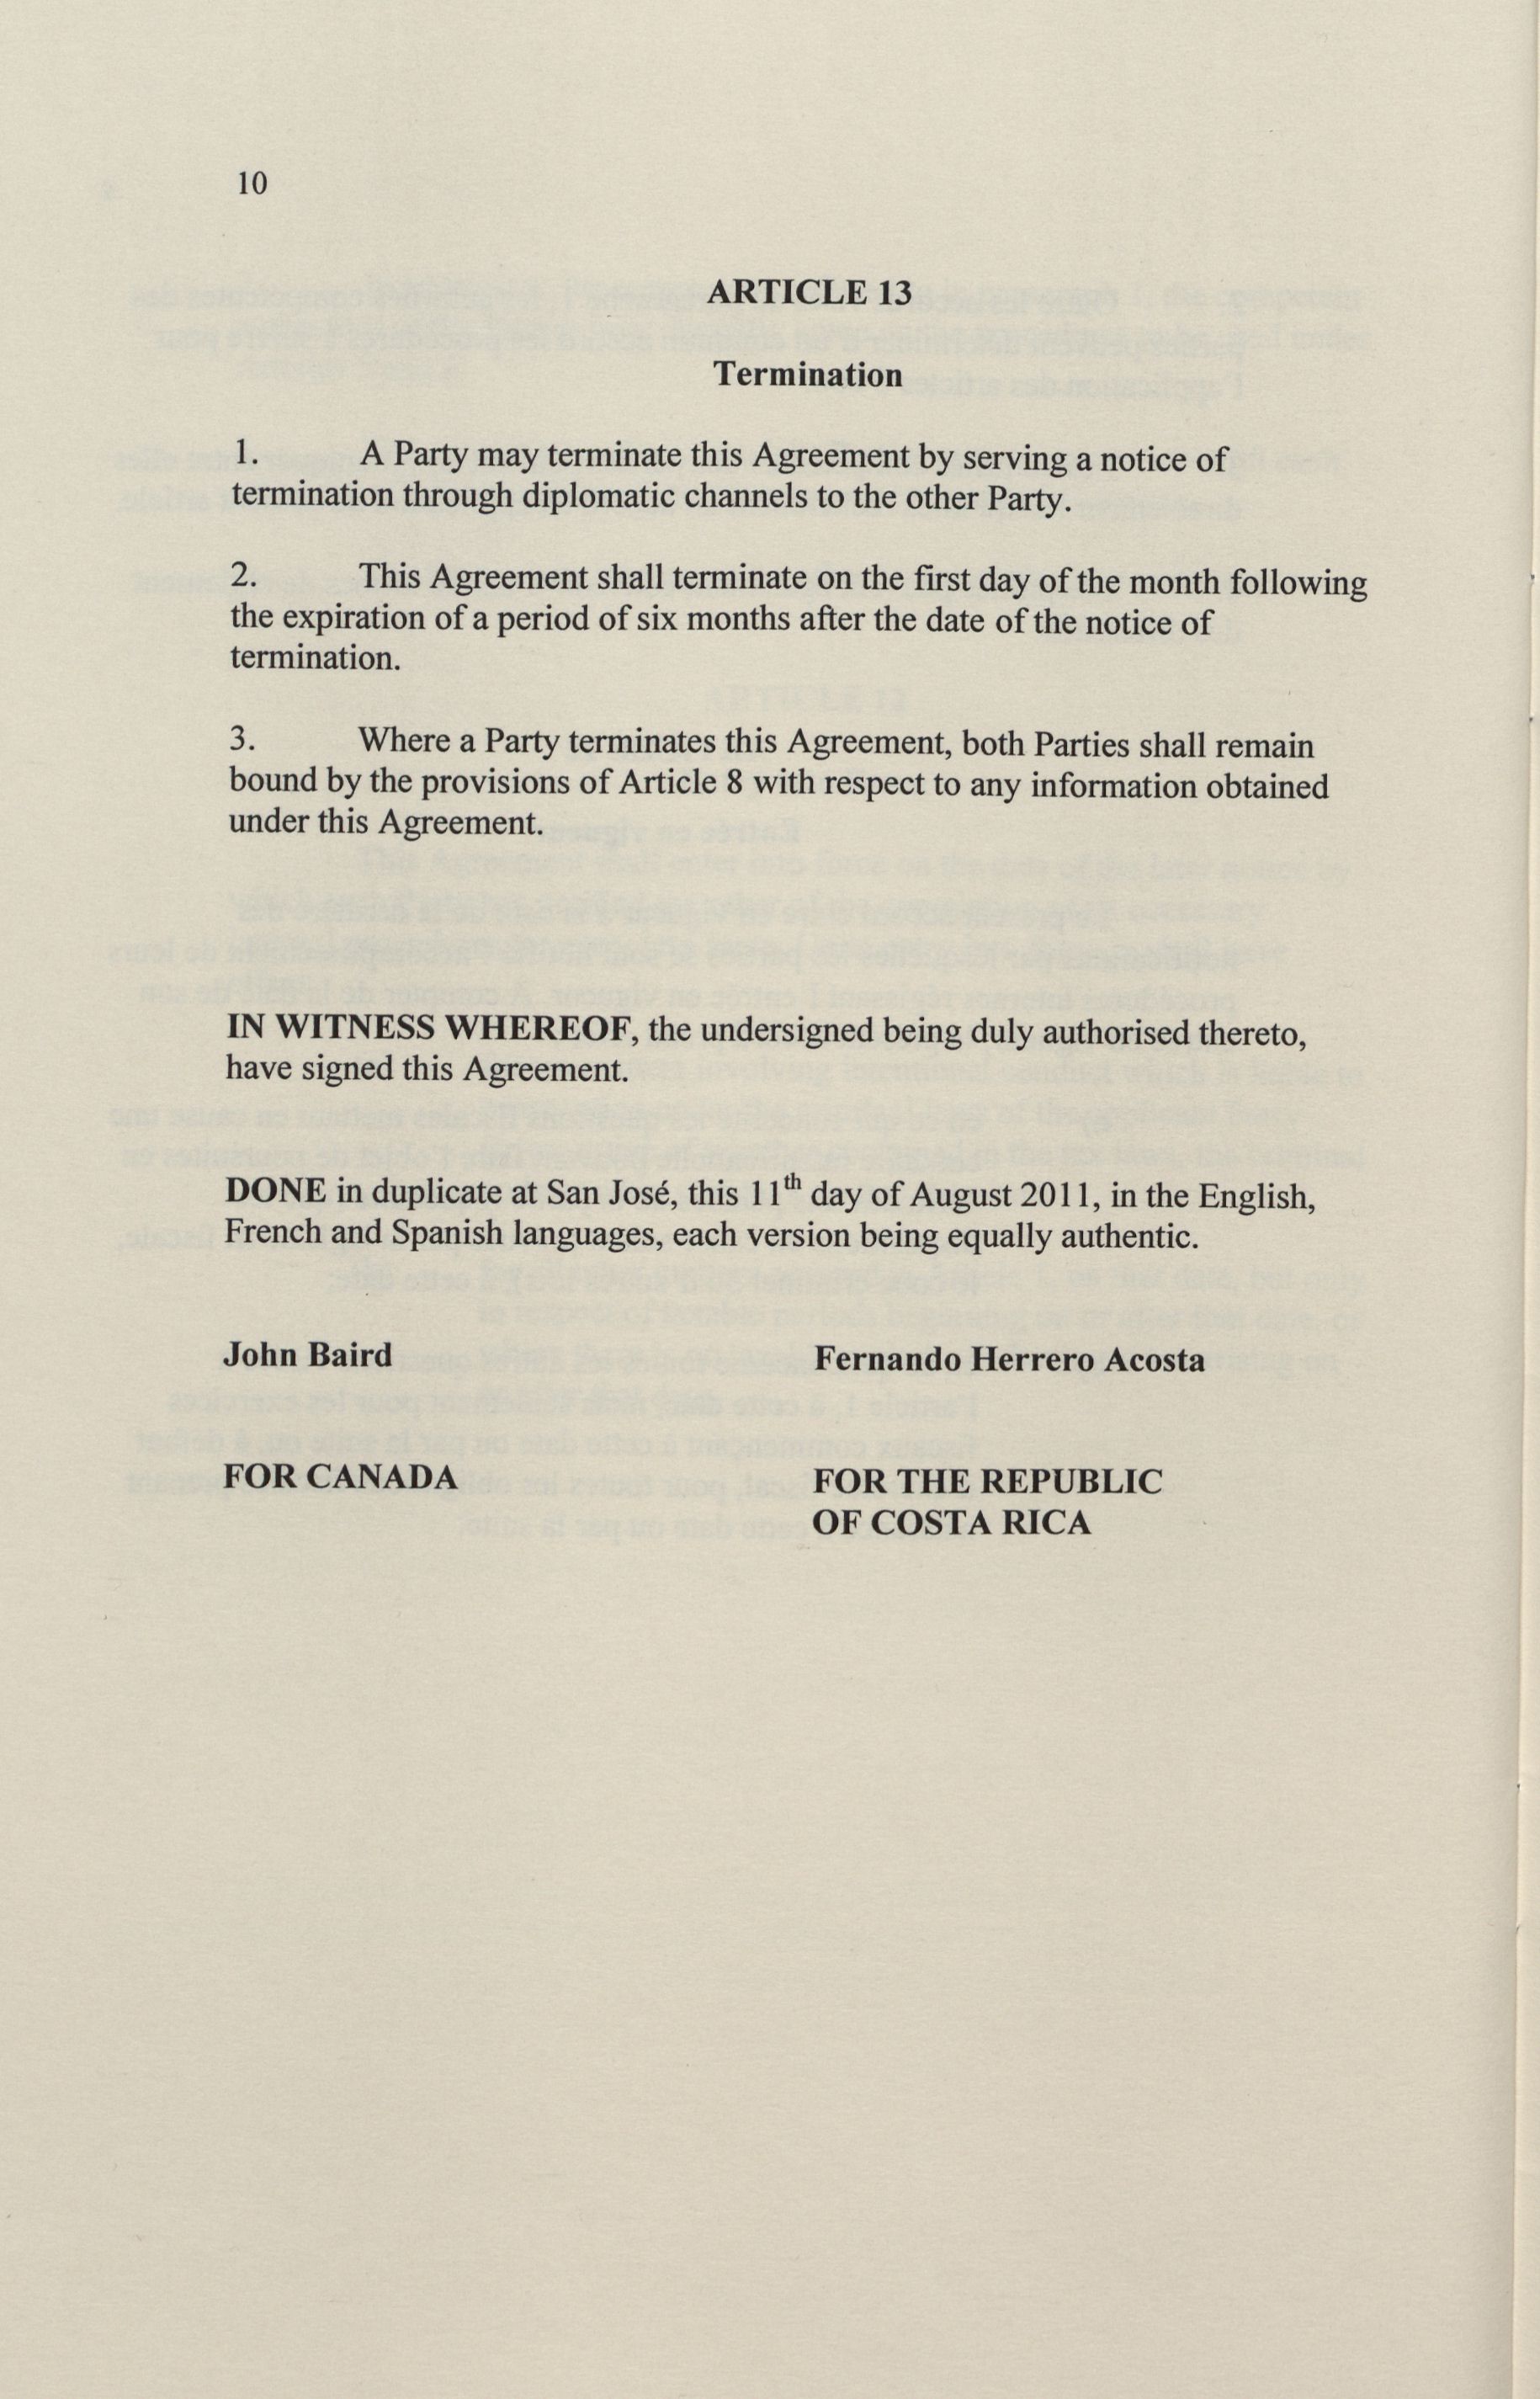 10
ARTICLE 13
Termination
1. A Party may terminate this Agreement by serving a notice of
termination through diplomatic channels to the other Party.
2. This Agreement shall terminate on the first day of the month following
the expiration of a period of six months after the date of the notice of
termination.
3. Where a Party terminates this Agreement, both Parties shall remain
bound by the provisions of Article 8 with respect to any information obtained
under this Agreement.
IN WITNESS WHEREOF, the undersigned being duly authorised thereto,
have signed this Agreement.
DONE in duplicate at San José, this 11th day of August 2011, in the English,
French and Spanish languages, each version being equally authentic.
John Baird
Fernando Herrero Acosta
FOR CANADA
FOR THE REPUBLIC
OF COSTA RICA